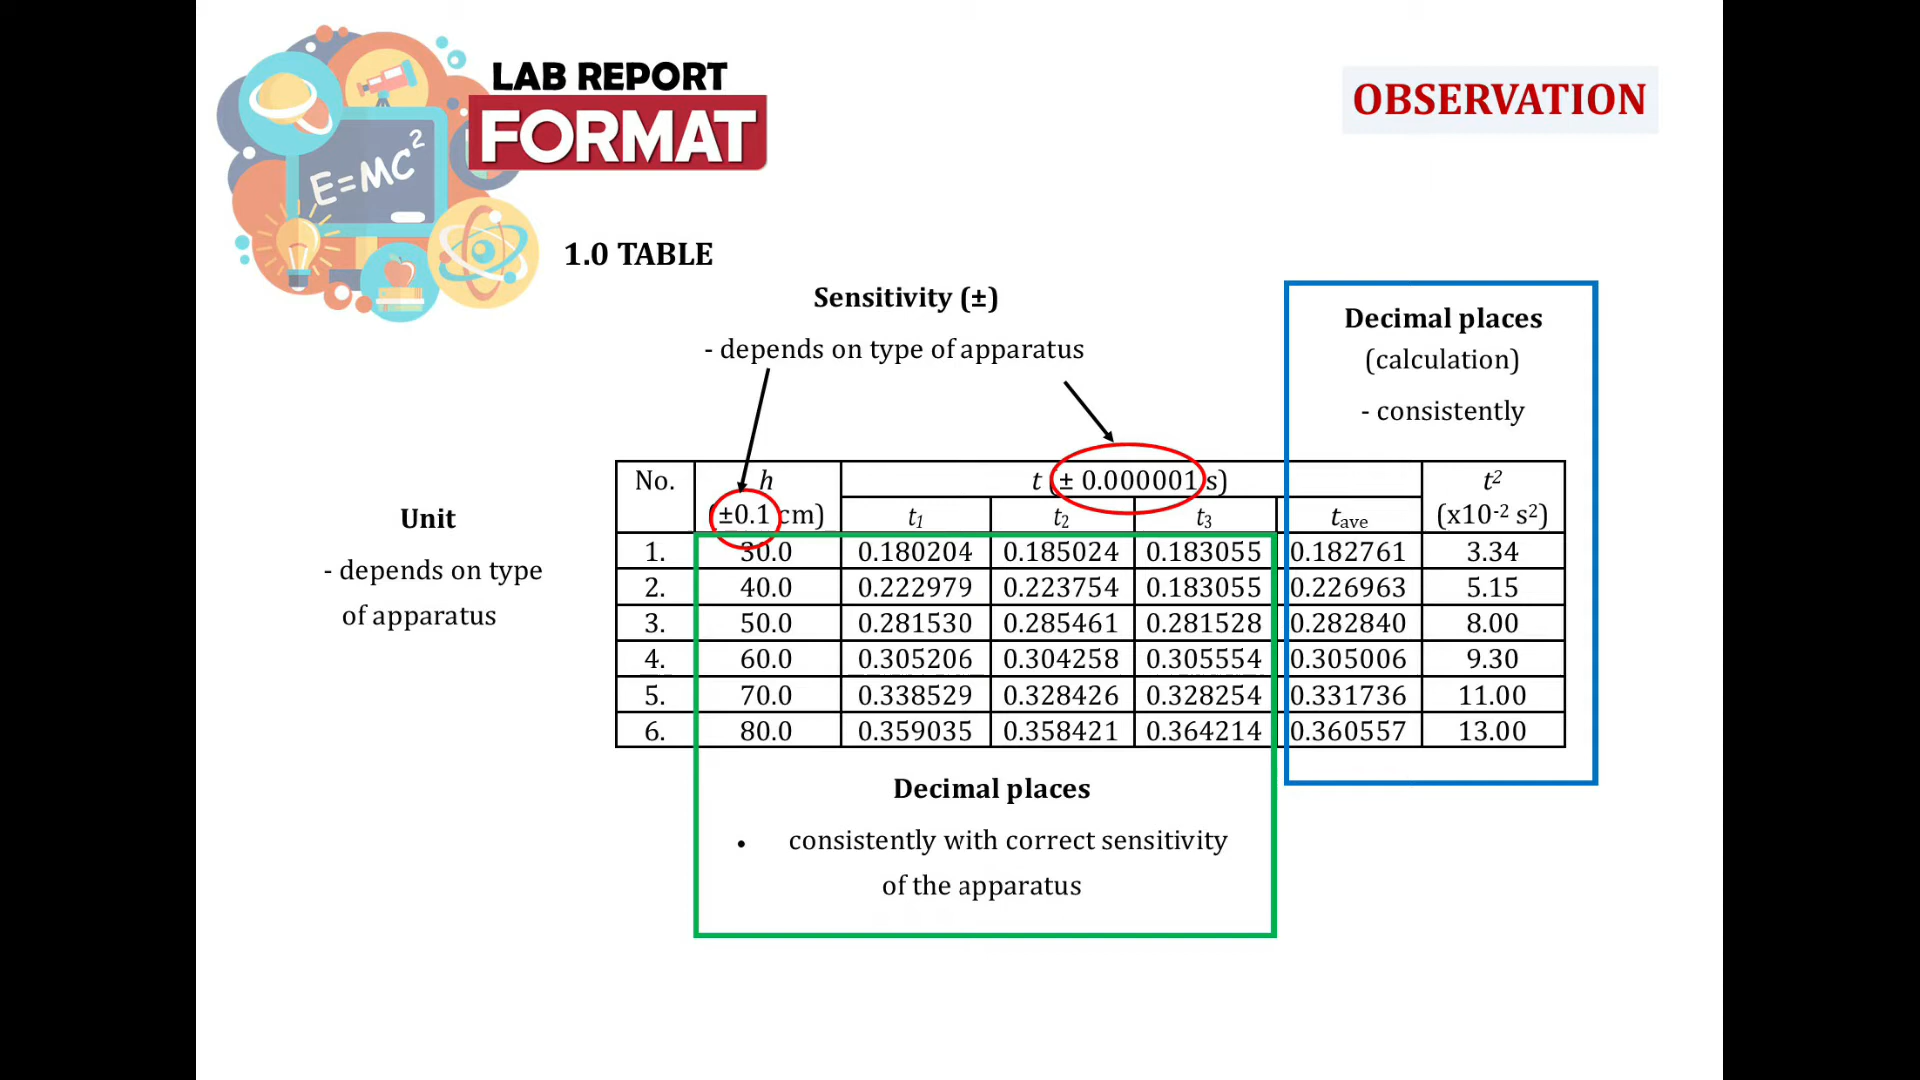 LAB REPORT
FORMAT
E=MC²
OBSERVATION
1.0 TABLE
Sensitivity (±)
- depends on type of apparatus
Decimal places
(calculation)
- consistently
Unit
- depends on type
of apparatus
No. h t (± 0.000001 s) t²
(±0.1 cm) t₁ t₂ t₃ tave (x10⁻² s²)
1. 30.0 0.180204 0.185024 0.183055 0.182761 3.34
2. 40.0 0.222979 0.223754 0.183055 0.226963 5.15
3. 50.0 0.281530 0.285461 0.281528 0.282840 8.00
4. 60.0 0.305206 0.304258 0.305554 0.305006 9.30
5. 70.0 0.338529 0.328426 0.328254 0.331736 11.00
6. 80.0 0.359035 0.358421 0.364214 0.360557 13.00
Decimal places
• consistently with correct sensitivity
of the apparatus